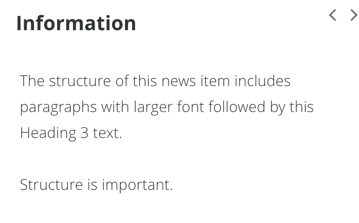 Information
The structure of this news item includes
paragraphs with larger font followed by this
Heading 3 text.
Structure is important.